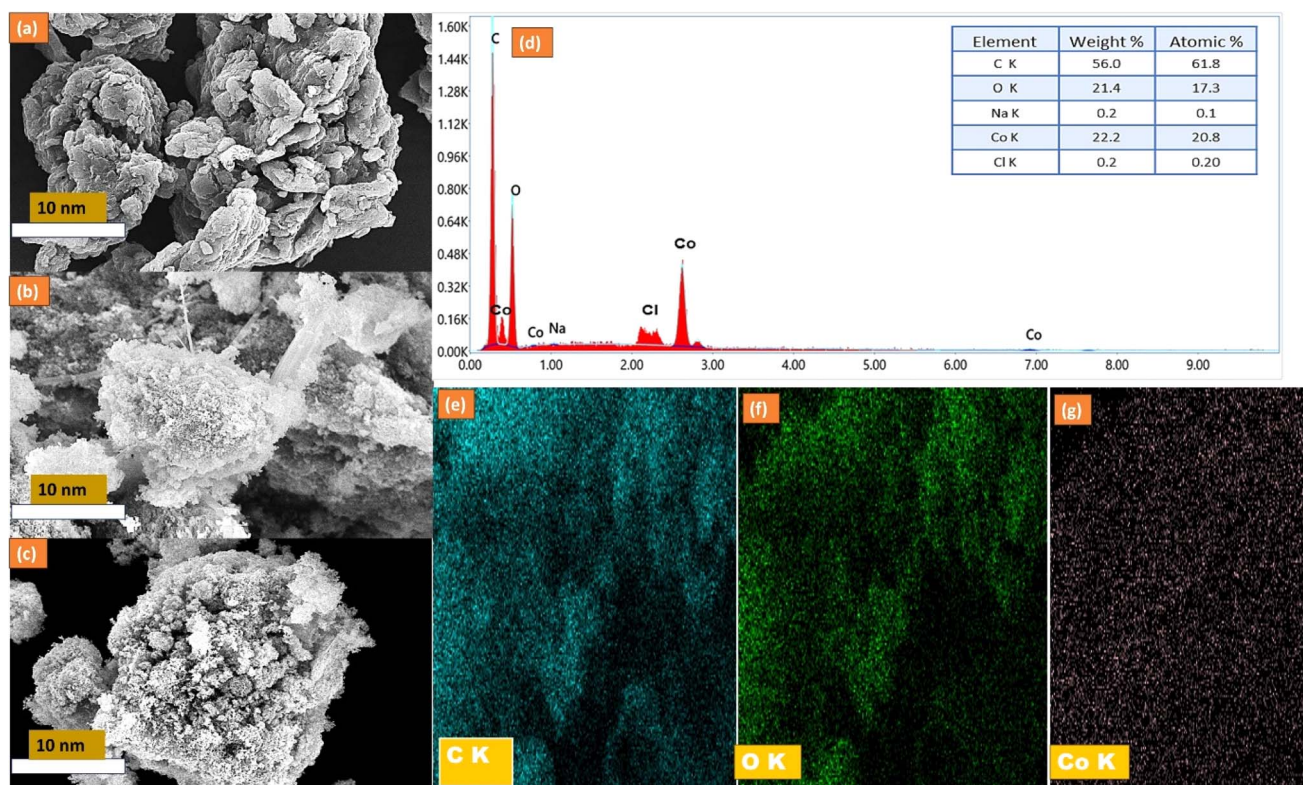 (a)
10 nm
(b)
10 nm
(c)
10 nm
(d)
1.60K
1.44K
1.28K
1.12K
0.96K
0.80K
0.64K
0.48K
0.32K
0.16K
0.00K
0.00 1.00 2.00 3.00 4.00 5.00 6.00 7.00 8.00 9.00
C
O
Co
Co
Na
Cl
Co
Co
Element Weight % Atomic %
C K 56.0 61.8
O K 21.4 17.3
Na K 0.2 0.1
Co K 22.2 20.8
Cl K 0.2 0.20
(e)
C K
(f)
O K
(g)
Co K